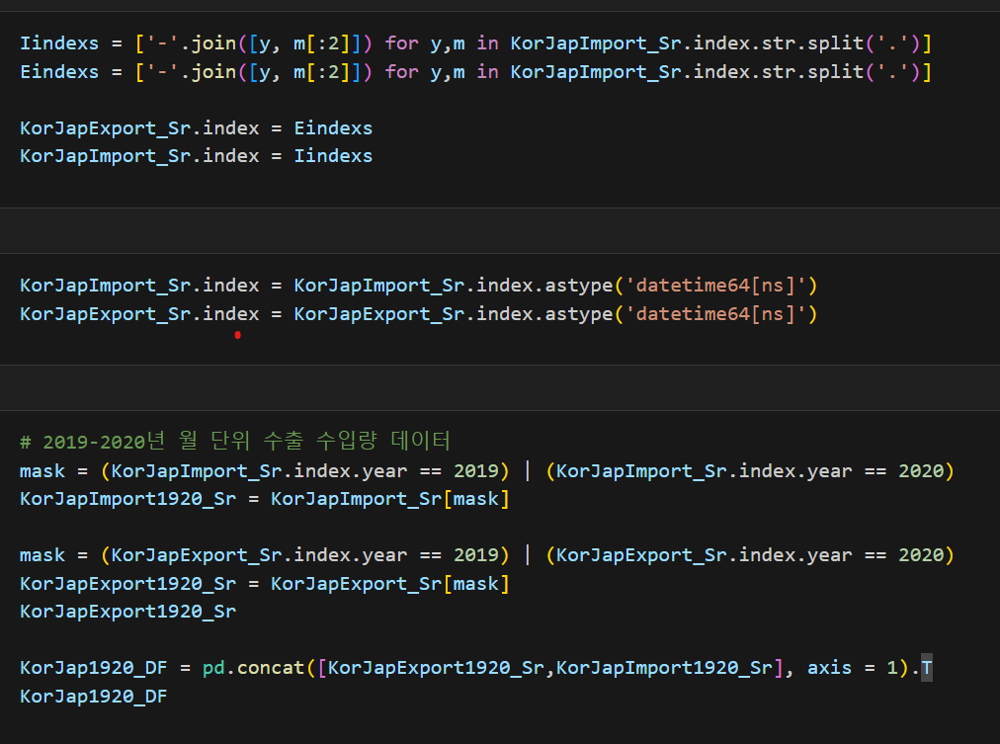 Iindexs = ['-'.join([y, m[:2]]) for y,m in KorJapImport_Sr.index.str.split('.')]
Eindexs = ['-'.join([y, m[:2]]) for y,m in KorJapImport_Sr.index.str.split('.')]
KorJapExport_Sr.index = Eindexs
KorJapImport_Sr.index = Iindexs
KorJapImport_Sr.index = KorJapImport_Sr.index.astype('datetime64[ns]')
KorJapExport_Sr.index = KorJapExport_Sr.index.astype('datetime64[ns]')
# 2019-2020년 월 단위 수출 수입량 데이터
mask = (KorJapImport_Sr.index.year == 2019) | (KorJapImport_Sr.index.year == 2020)
KorJapImport1920_Sr = KorJapImport_Sr[mask]
mask = (KorJapExport_Sr.index.year == 2019) | (KorJapExport_Sr.index.year == 2020)
KorJapExport1920_Sr = KorJapExport_Sr[mask]
KorJapExport1920_Sr
KorJap1920_DF = pd.concat([KorJapExport1920_Sr,KorJapImport1920_Sr], axis = 1).T
KorJap1920_DF